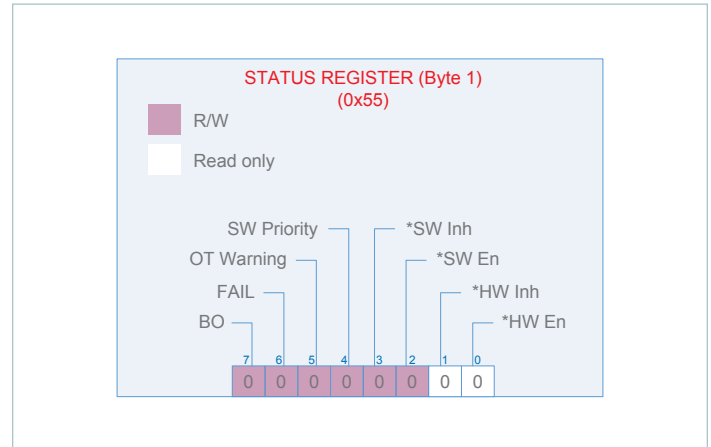 STATUS REGISTER (Byte 1)
(0x55)
R/W
Read only
SW Priority
*SW Inh
OT Warning
*SW En
FAIL
*HW Inh
BO
*HW En
7 6 5 4 3 2 1 0
0 0 0 0 0 0 0 0